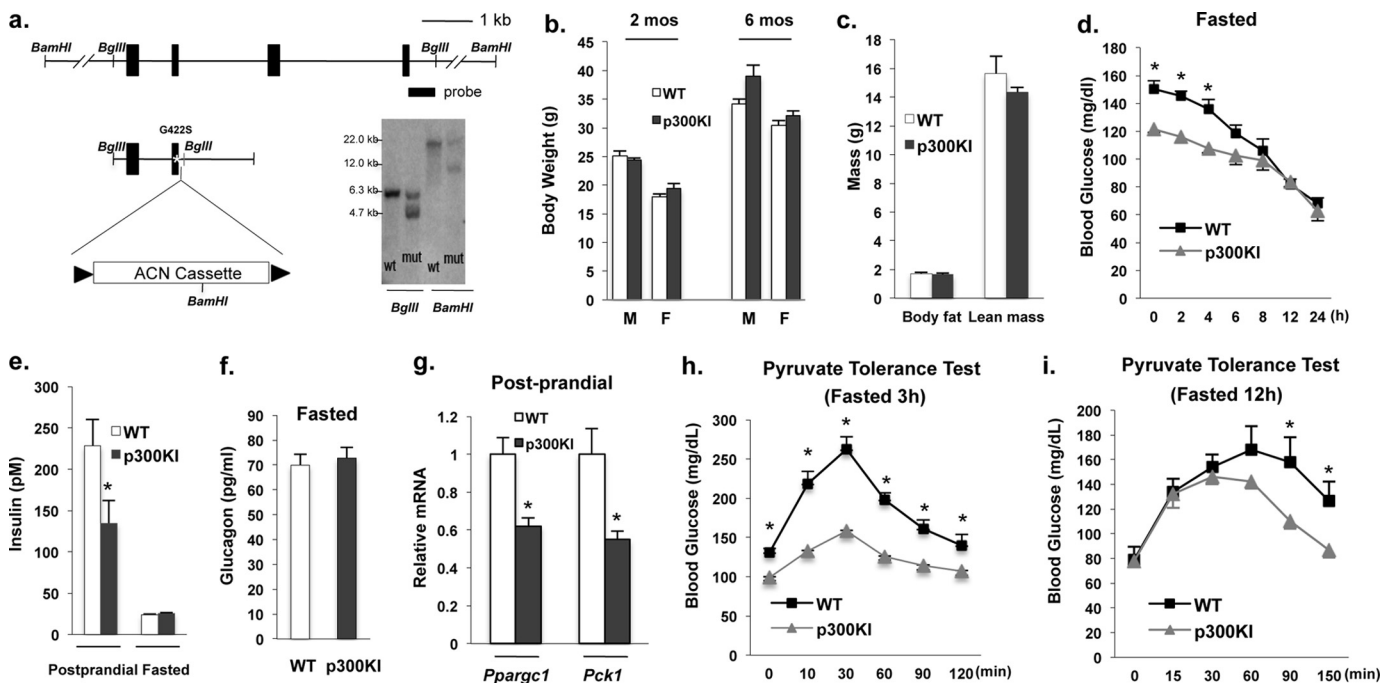 a.
1 kb
BamHI
BglII
BglII
BamHI
probe
G422S
BglII
BglII
ACN Cassette
BamHI
22.0 kb
12.0 kb
6.3 kb
4.7 kb
wt
mut
wt
mut
BglII
BamHI
b.
2 mos
6 mos
Body Weight (g)
45
40
35
30
25
20
15
10
5
0
WT
p300KI
M
F
M
F
c.
Mass (g)
18
16
14
12
10
8
6
4
2
0
WT
p300KI
Body fat
Lean mass
d.
Fasted
Blood Glucose (mg/dl)
180
160
140
120
100
80
60
40
20
0
* * *
WT
p300KI
0 2 4 6 8 12 24 (h)
e.
Insulin (pM)
300
250
200
150
100
50
0
WT
p300KI
*
Postprandial Fasted
f.
Fasted
Glucagon (pg/ml)
90
80
70
60
50
40
30
20
10
0
WT p300KI
g.
Post-prandial
Relative mRNA
1.2
1
0.8
0.6
0.4
0.2
0
WT
p300KI
* *
Ppargc1
Pck1
h.
Pyruvate Tolerance Test
(Fasted 3h)
Blood Glucose (mg/dL)
300
250
200
150
100
50
0
* * * * * *
WT
p300KI
0 10 30 60 90 120 (min)
i.
Pyruvate Tolerance Test
(Fasted 12h)
Blood Glucose (mg/dL)
200
180
160
140
120
100
80
60
40
20
0
* *
WT
p300KI
0 15 30 60 90 150 (min)